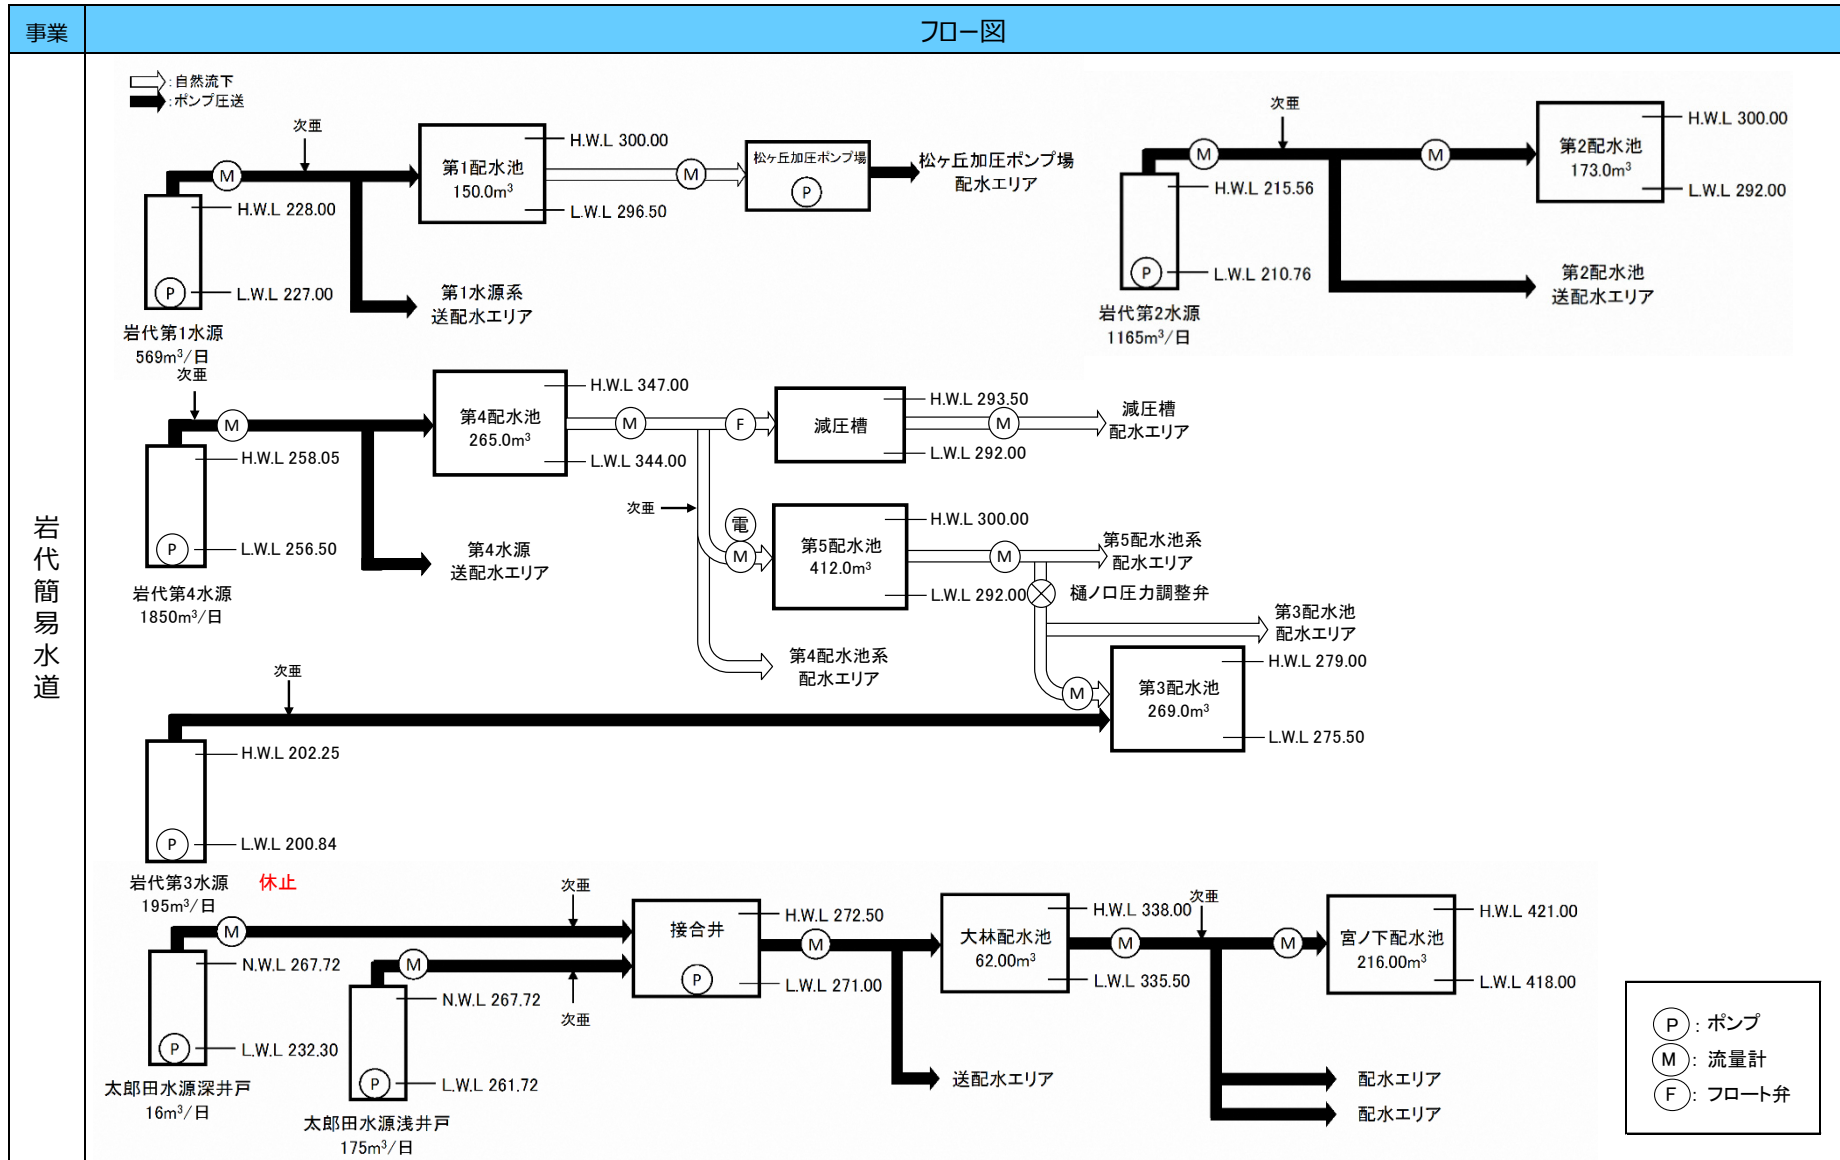 事業
フロー図
岩代簡易水道
:自然流下
:ポンプ圧送
次亜
M
H.W.L 228.00
P
L.W.L 227.00
岩代第1水源
569m³/日
第1配水池
150.0m³
H.W.L 300.00
L.W.L 296.50
M
松ヶ丘加圧ポンプ場
P
松ヶ丘加圧ポンプ場
配水エリア
第1水源系
送配水エリア
次亜
M
M
H.W.L 215.56
P
L.W.L 210.76
岩代第2水源
1165m³/日
第2配水池
173.0m³
H.W.L 300.00
L.W.L 292.00
第2配水池
送配水エリア
次亜
M
H.W.L 258.05
P
L.W.L 256.50
岩代第4水源
1850m³/日
第4配水池
265.0m³
H.W.L 347.00
L.W.L 344.00
第4水源
送配水エリア
M
F
減圧槽
H.W.L 293.50
M
L.W.L 292.00
減圧槽
配水エリア
次亜
電
M
第5配水池
412.0m³
H.W.L 300.00
M
L.W.L 292.00
第5配水池系
配水エリア
樋ノ口圧力調整弁
第3配水池
配水エリア
第4配水池系
配水エリア
M
第3配水池
269.0m³
H.W.L 279.00
L.W.L 275.50
次亜
H.W.L 202.25
P
L.W.L 200.84
岩代第3水源
休止
195m³/日
M
次亜
N.W.L 267.72
P
L.W.L 232.30
太郎田水源深井戸
16m³/日
M
次亜
N.W.L 267.72
P
L.W.L 261.72
太郎田水源浅井戸
175m³/日
接合井
P
H.W.L 272.50
M
L.W.L 271.00
送配水エリア
大林配水池
62.00m³
H.W.L 338.00
L.W.L 335.50
M
次亜
M
宮ノ下配水池
216.00m³
H.W.L 421.00
L.W.L 418.00
配水エリア
配水エリア
P : ポンプ
M : 流量計
F : フロート弁